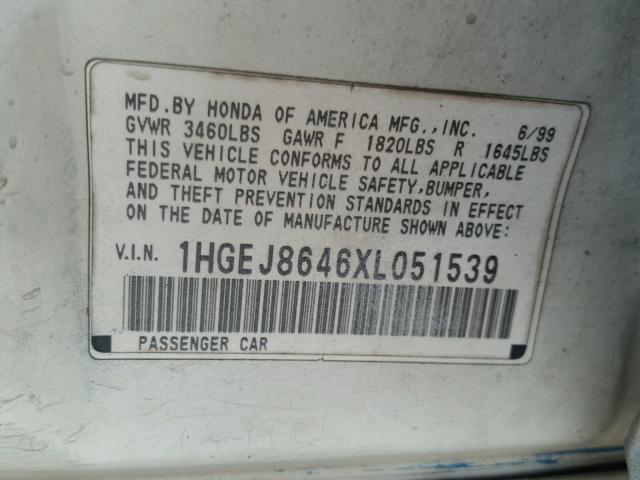 MFD.BY HONDA OF AMERICA MFG.,INC. 6/99
GVWR 3460LBS GAWR F 1820LBS R 1645LBS
THIS VEHICLE CONFORMS TO ALL APPLICABLE
FEDERAL MOTOR VEHICLE SAFETY,BUMPER,
AND THEFT PREVENTION STANDARDS IN EFFECT
ON THE DATE OF MANUFACTURE SHOWN ABOVE:
V.I.N. 1HGEJ8646XL051539
PASSENGER CAR